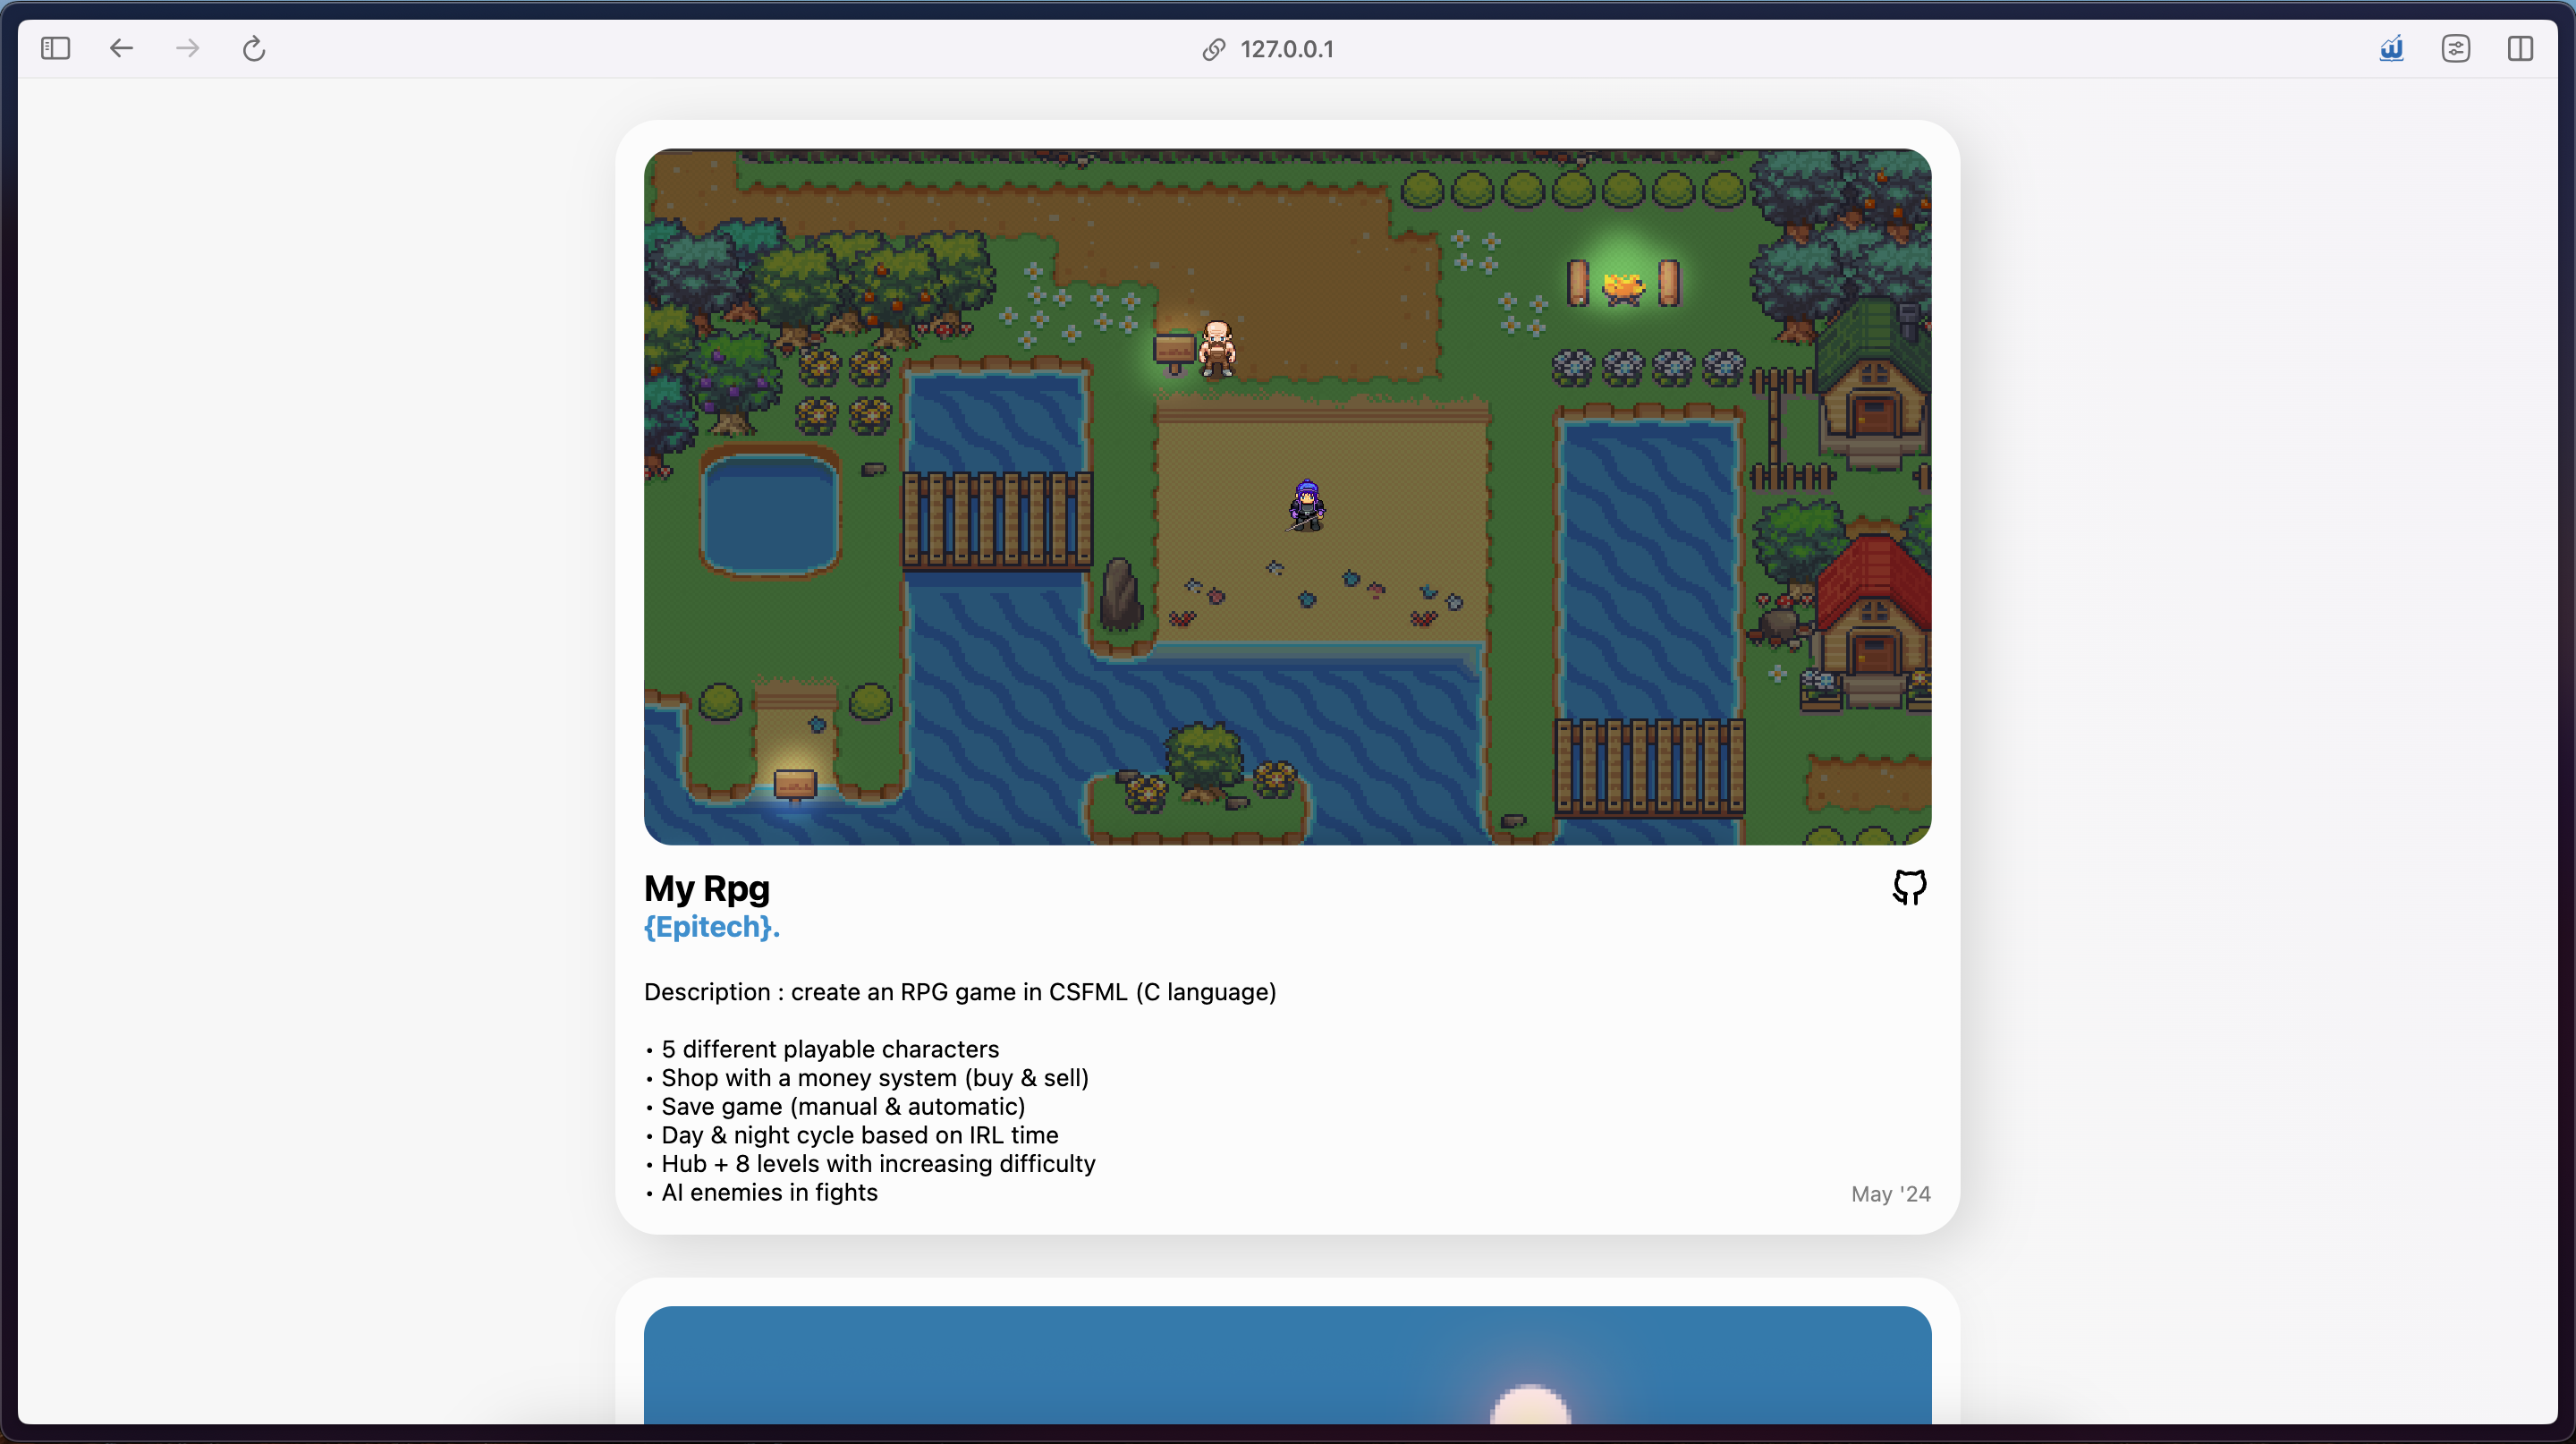 127.0.0.1
My Rpg
{Epitech}.
Description : create an RPG game in CSFML (C language)
• 5 different playable characters
• Shop with a money system (buy & sell)
• Save game (manual & automatic)
• Day & night cycle based on IRL time
• Hub + 8 levels with increasing difficulty
• AI enemies in fights
May '24